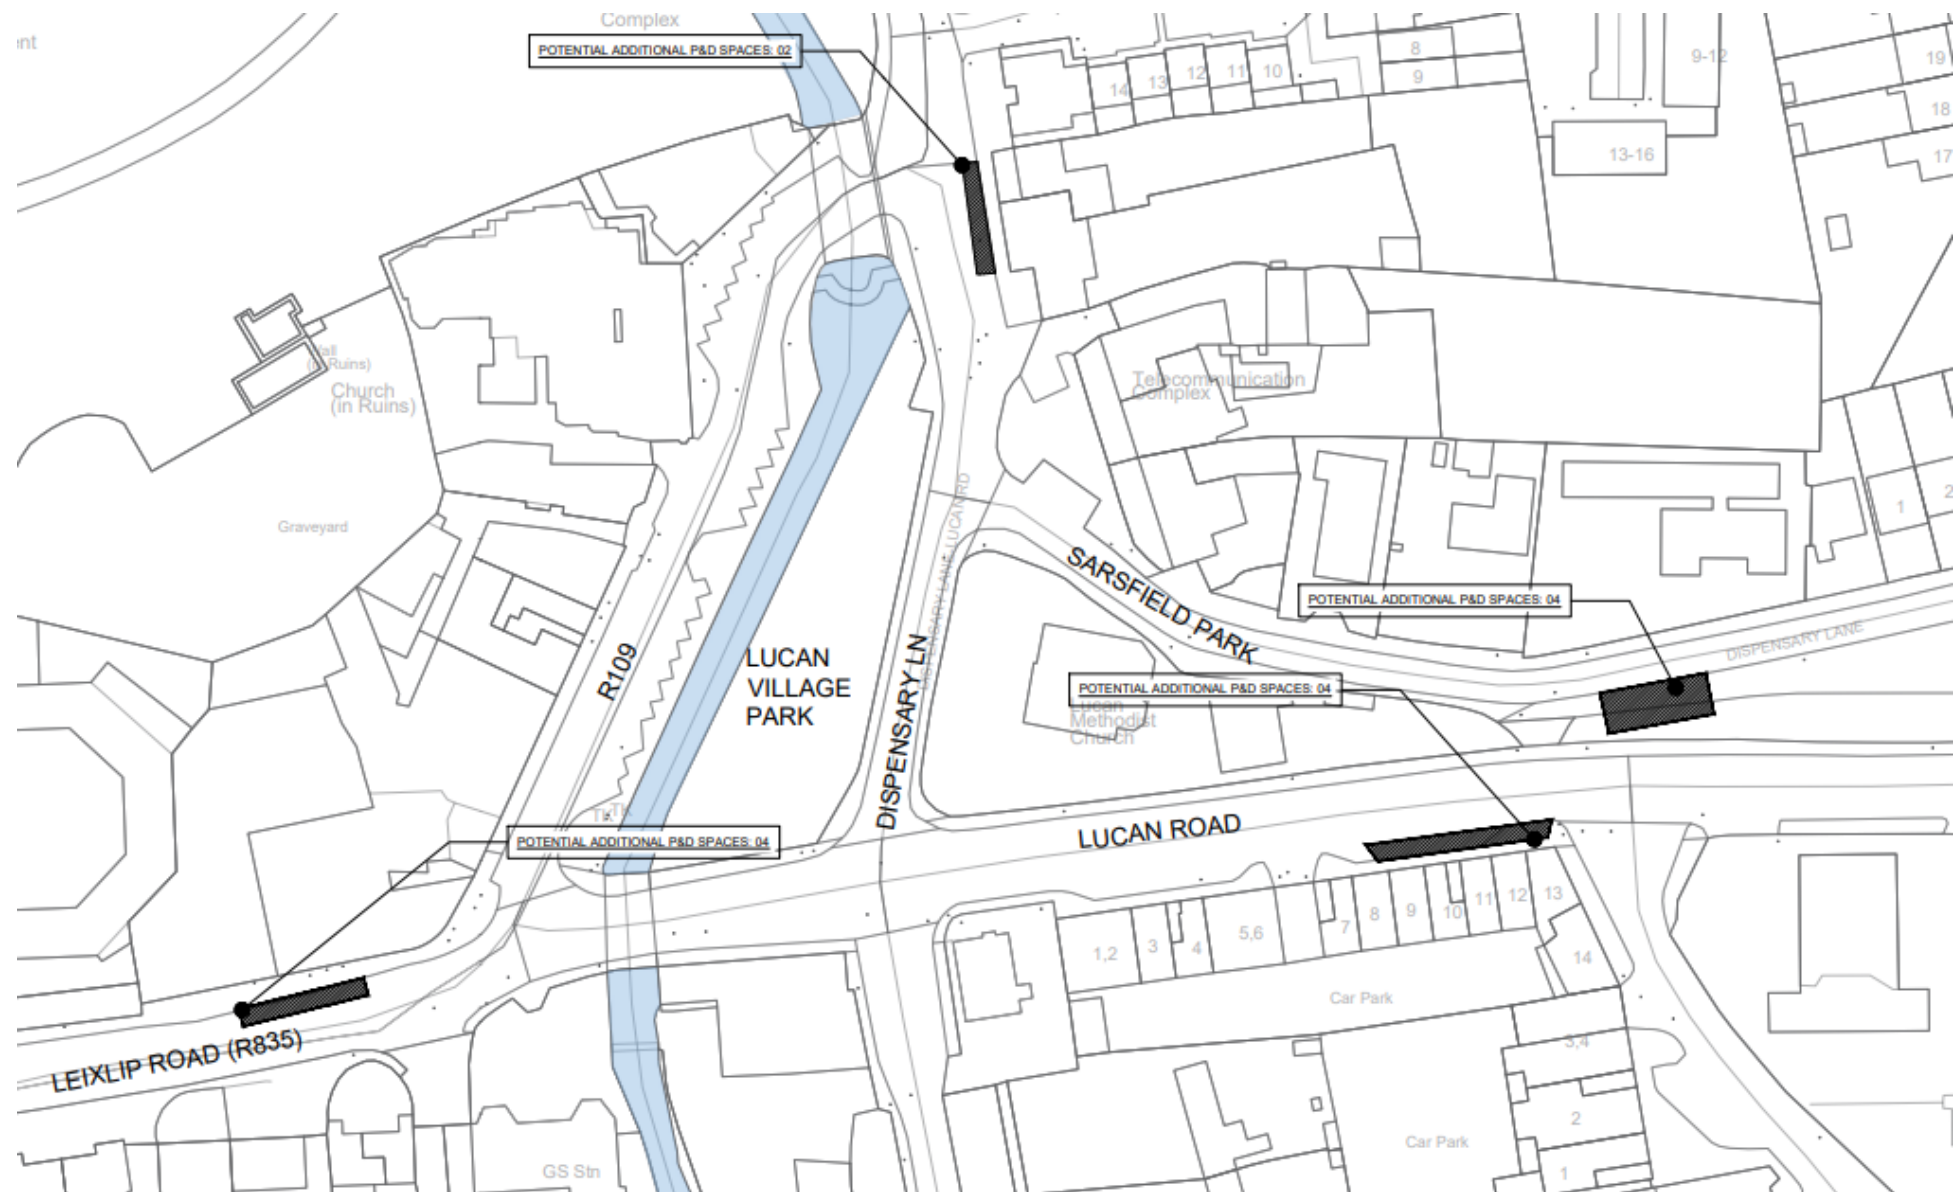 Complex
nt
POTENTIAL ADDITIONAL P&D SPACES: 02
8
9
9-12
19
18
17
14
13
12
11
10
13-16
Church
(in Ruins)
Ruins)
Telecommunication
Complex
Graveyard
1
2
DISPENSARY LANE
SARSFIELD PARK
POTENTIAL ADDITIONAL P&D SPACES: 04
R109
LUCAN
VILLAGE
PARK
DISPENSARY LN
POTENTIAL ADDITIONAL P&D SPACES: 04
Lucan
Methodist
Church
LUCAN ROAD
POTENTIAL ADDITIONAL P&D SPACES: 04
1,2
3
4
5,6
7
8
9
10
11
12
13
14
Car Park
LEIXLIP ROAD (R835)
3,4
2
1
Car Park
GS Stn